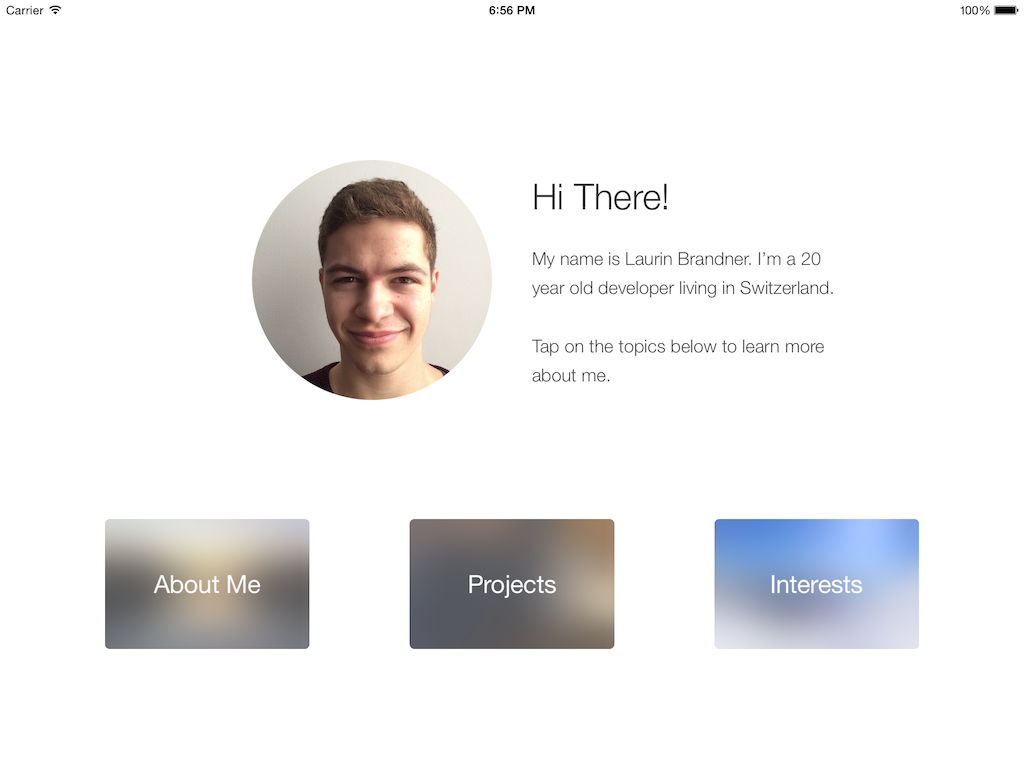 Carrier 6:56 PM 100%
Hi There!
My name is Laurin Brandner. I’m a 20
year old developer living in Switzerland.
Tap on the topics below to learn more
about me.
About Me
Projects
Interests